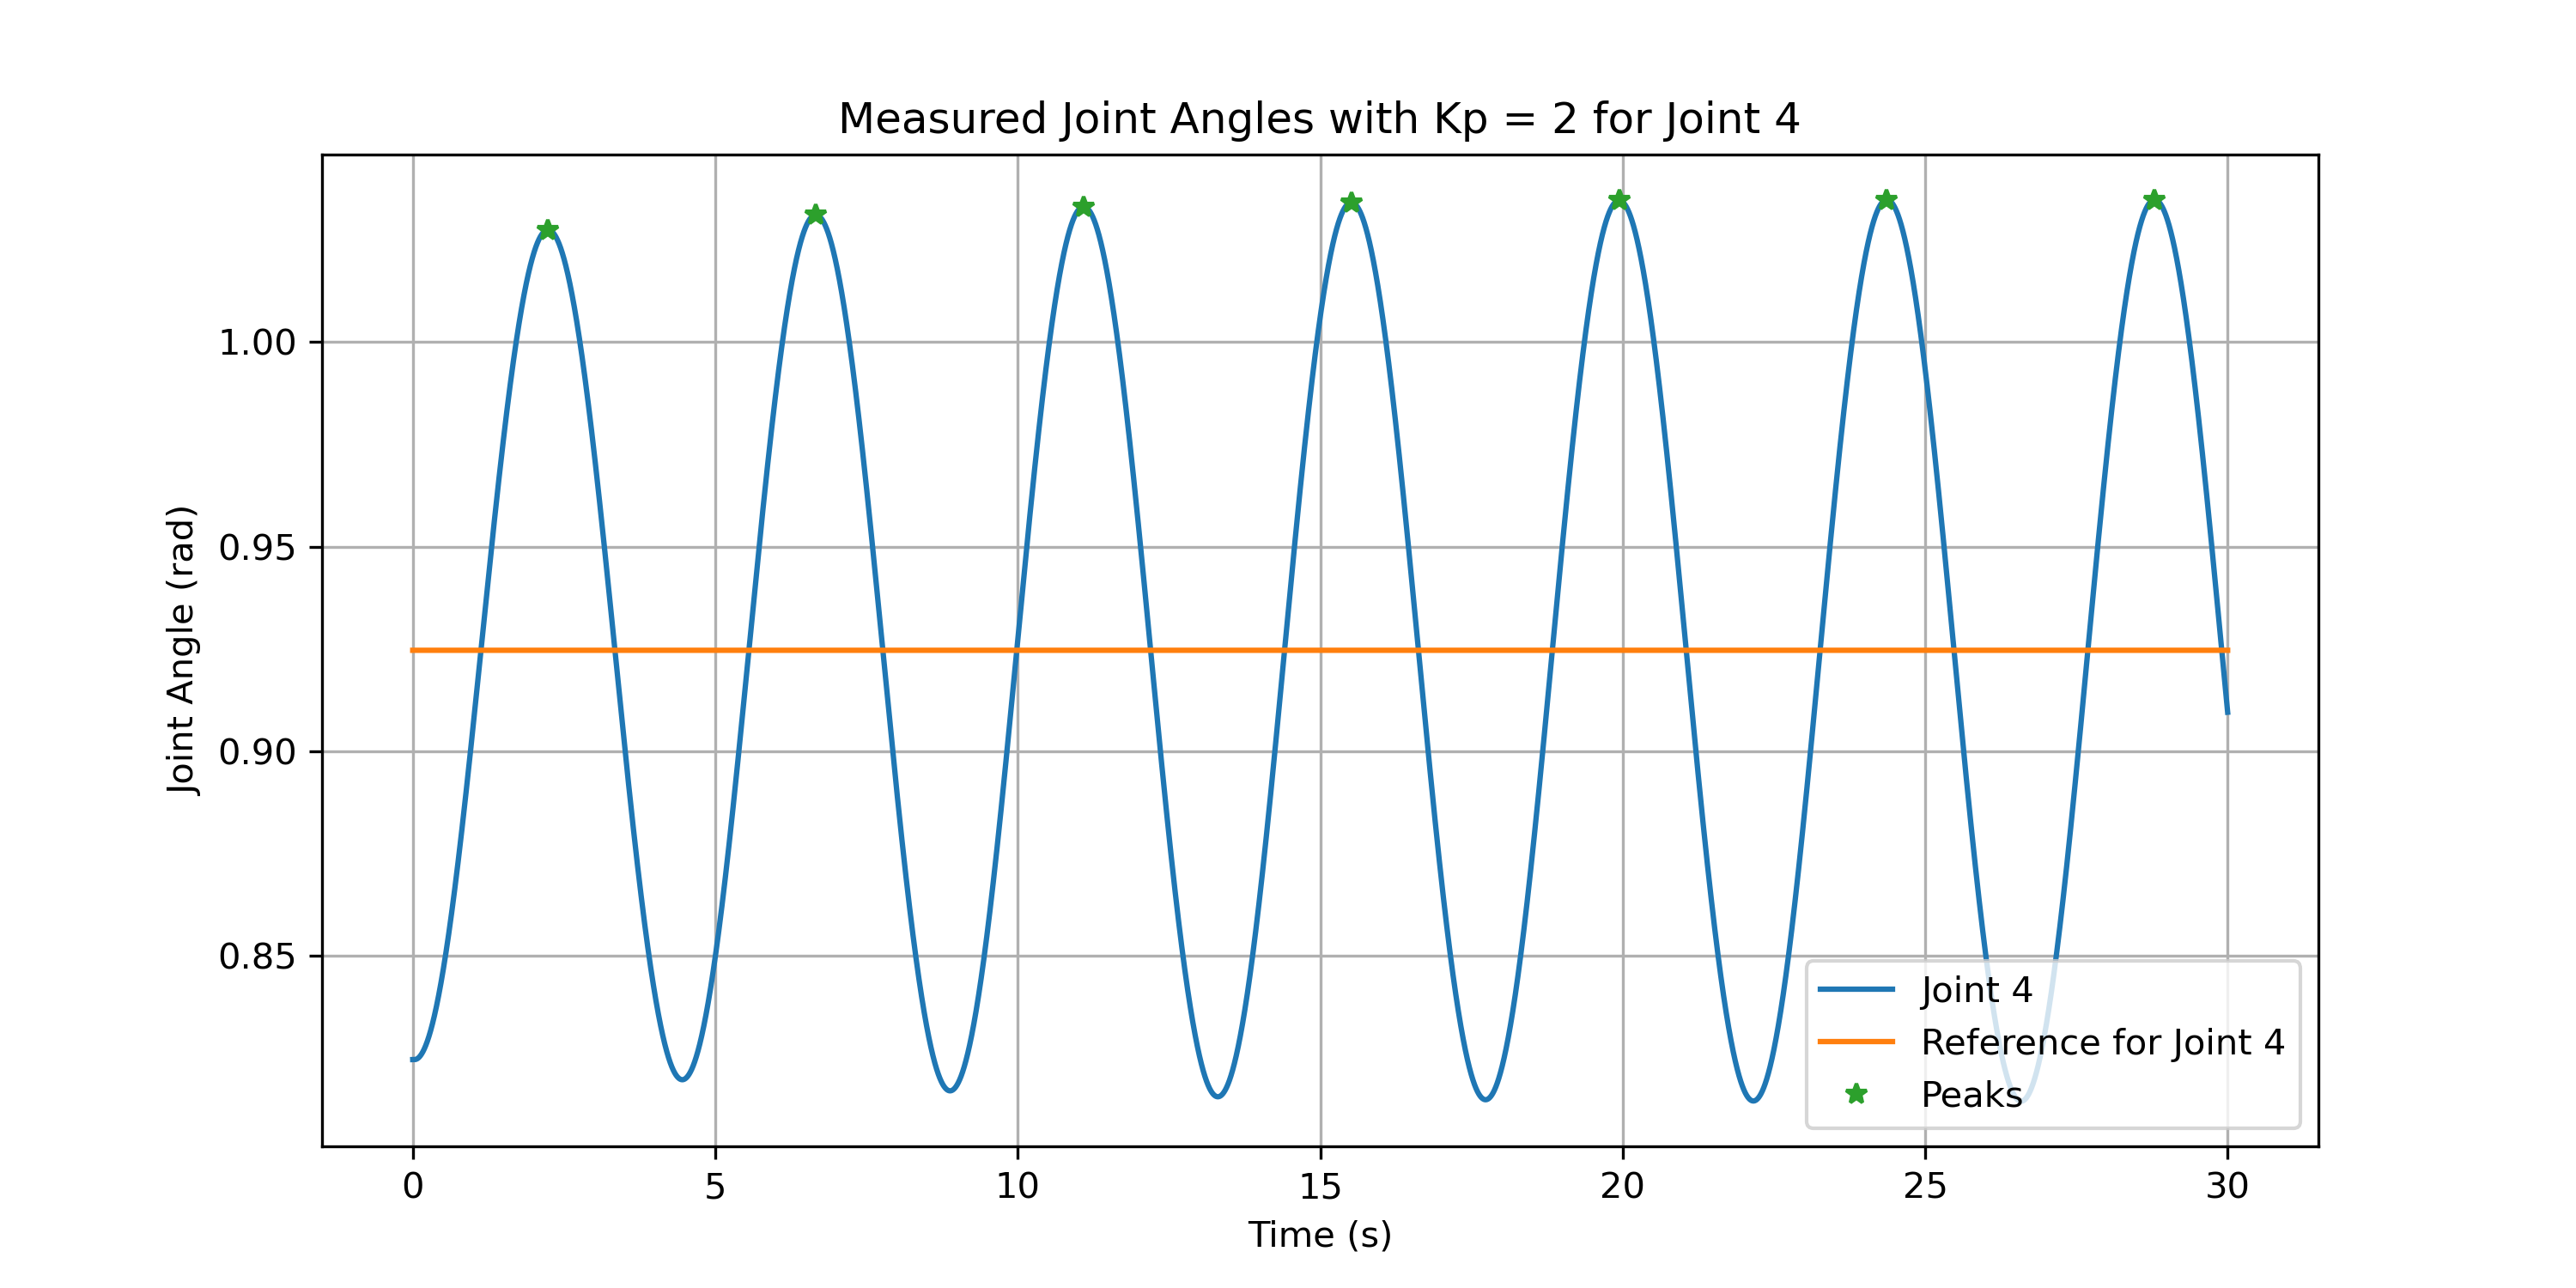 Measured Joint Angles with Kp = 2 for Joint 4
Joint Angle (rad)
1.00
0.95
0.90
0.85
Joint 4
Reference for Joint 4
Peaks
0 5 10 15 20 25 30
Time (s)